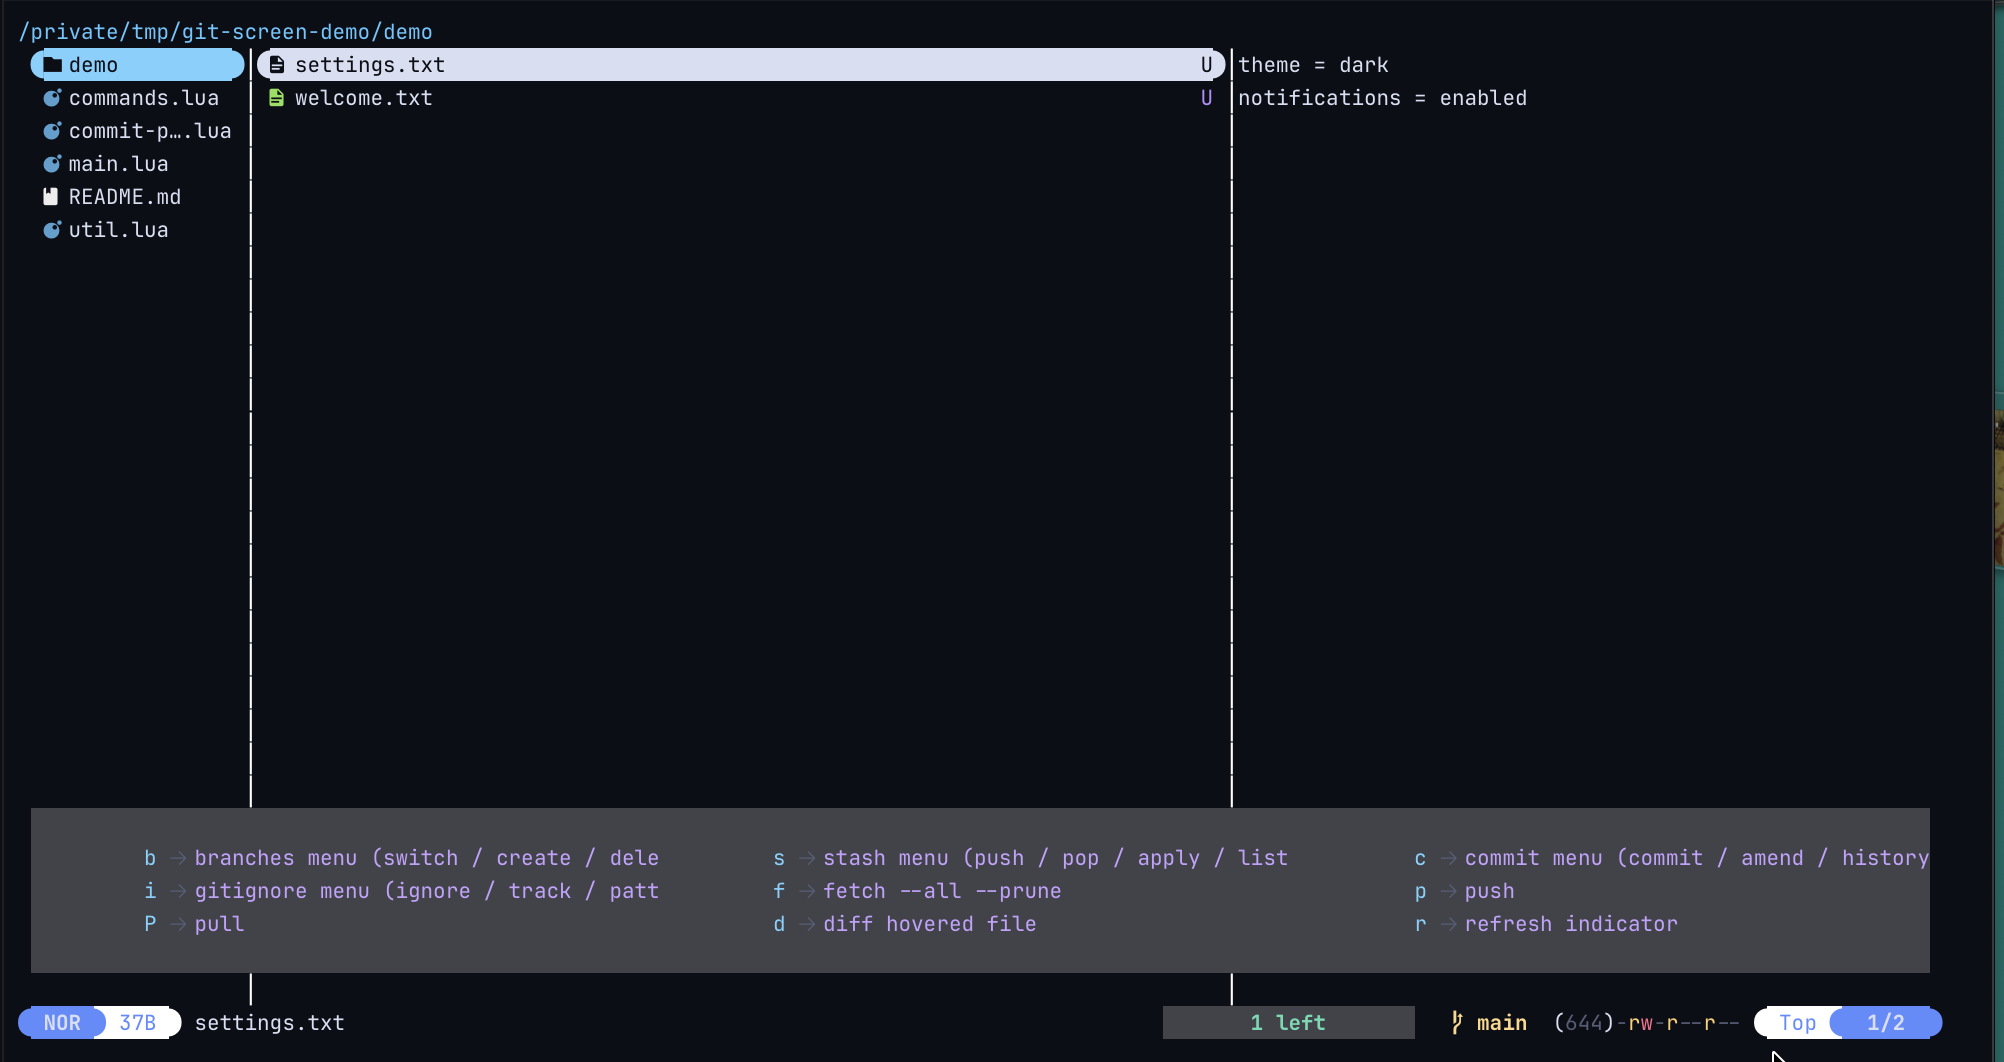 /private/tmp/git-screen-demo/demo
demo settings.txt U theme = dark
commands.lua welcome.txt U notifications = enabled
commit-p….lua
main.lua
README.md
util.lua
b → branches menu (switch / create / dele s → stash menu (push / pop / apply / list c → commit menu (commit / amend / history
i → gitignore menu (ignore / track / patt f → fetch --all --prune p → push
P → pull d → diff hovered file r → refresh indicator
NOR 37B settings.txt 1 left main (644)-rw-r--r-- Top 1/2